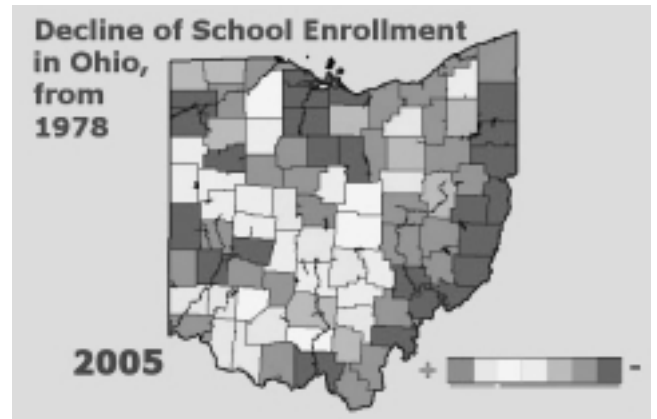 Decline of School Enrollment
in Ohio,
from
1978
2005
+ -